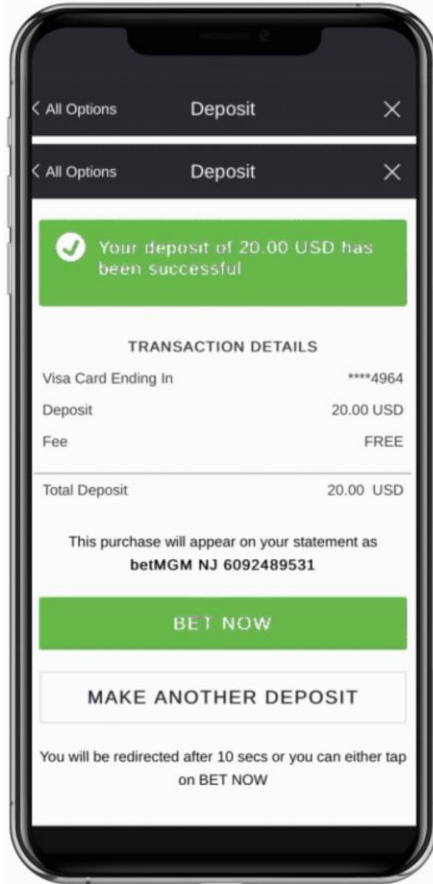 < All Options Deposit ×
< All Options Deposit ×
Your deposit of 20.00 USD has
been successful
TRANSACTION DETAILS
Visa Card Ending In ****4964
Deposit 20.00 USD
Fee FREE
Total Deposit 20.00 USD
This purchase will appear on your statement as
betMGM NJ 6092489531
BET NOW
MAKE ANOTHER DEPOSIT
You will be redirected after 10 secs or you can either tap
on BET NOW